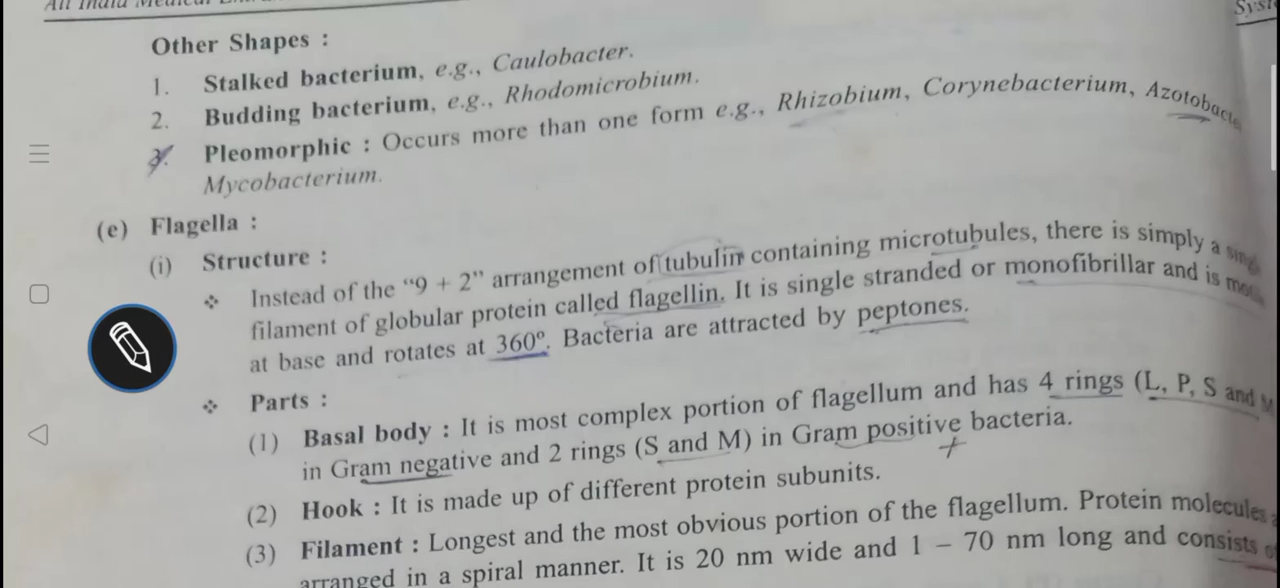 Other Shapes :
1. Stalked bacterium, e.g., Caulobacter.
2. Budding bacterium, e.g., Rhodomicrobium.
3. Pleomorphic : Occurs more than one form e.g., Rhizobium, Corynebacterium, Azotobacte
Mycobacterium.
(e) Flagella :
(i) Structure :
❖ Instead of the “9 + 2” arrangement of tubulin containing microtubules, there is simply a
filament of globular protein called flagellin. It is single stranded or monofibrillar and is
at base and rotates at 360º. Bacteria are attracted by peptones.
❖ Parts :
(1) Basal body : It is most complex portion of flagellum and has 4 rings (L, P, S and M
in Gram negative and 2 rings (S and M) in Gram positive bacteria.
+
(2) Hook : It is made up of different protein subunits.
(3) Filament : Longest and the most obvious portion of the flagellum. Protein molecules
arranged in a spiral manner. It is 20 nm wide and 1 – 70 nm long and consists